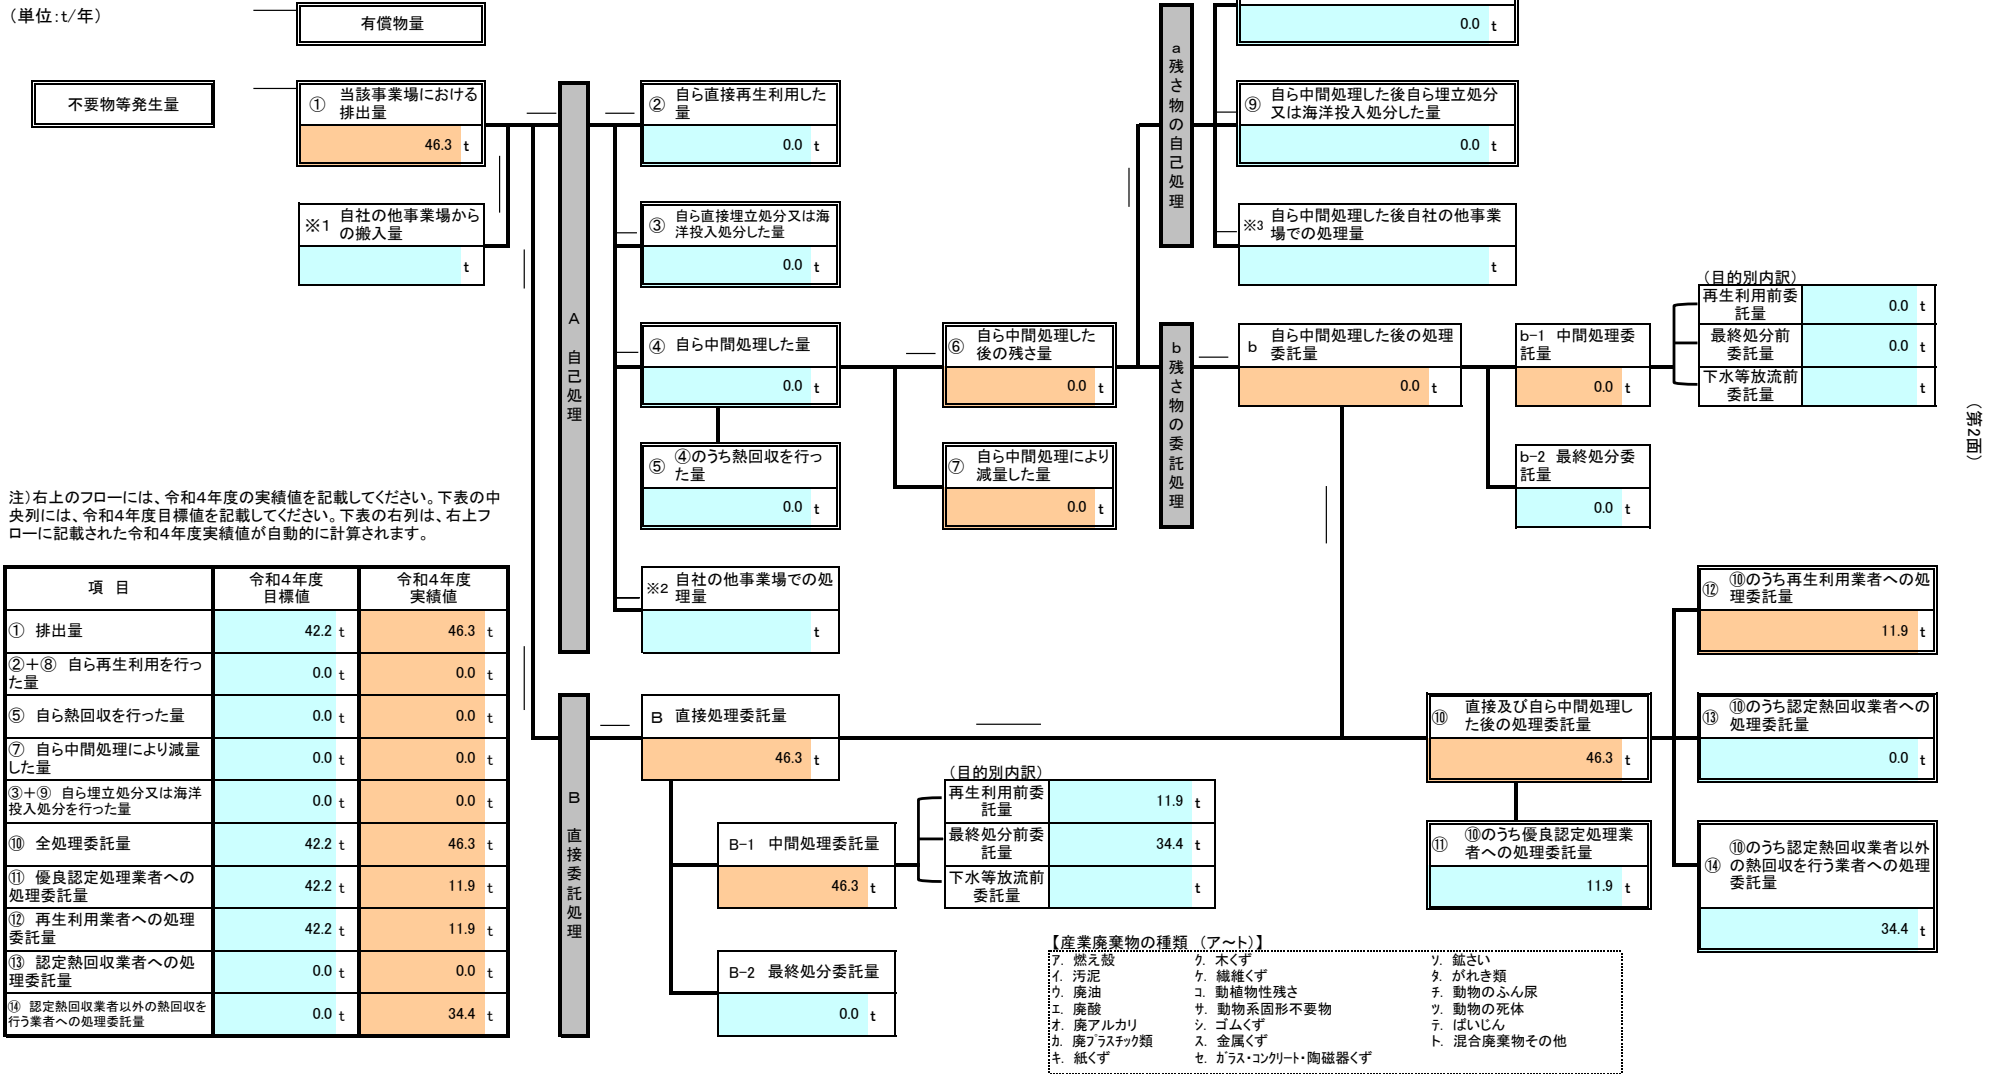 (単位:t/年)
有償物量
0.0 t
不要物等発生量
① 当該事業場における
排出量
46.3 t
※1 自社の他事業場から
の搬入量
t
A 自己処理
② 自ら直接再生利用した
量
0.0 t
③ 自ら直接埋立処分又は海
洋投入処分した量
0.0 t
④ 自ら中間処理した量
0.0 t
⑤ ④のうち熱回収を行っ
た量
0.0 t
※2 自社の他事業場での処
理量
t
⑥ 自ら中間処理した
後の残さ量
0.0 t
⑦ 自ら中間処理により
減量した量
0.0 t
a 残さ物の自己処理
⑨ 自ら中間処理した後自ら埋立処分
又は海洋投入処分した量
0.0 t
※3 自ら中間処理した後自社の他事業
場での処理量
t
b 残さ物の委託処理
b 自ら中間処理した後の処理
委託量
0.0 t
b-1 中間処理委
託量
0.0 t
b-2 最終処分委
託量
0.0 t
(目的別内訳)
再生利用前委
託量
0.0 t
最終処分前
委託量
0.0 t
下水等放流前
委託量
t
(第2面)
注)右上のフローには、令和4年度の実績値を記載してください。下表の中
央列には、令和4年度目標値を記載してください。下表の右列は、右上フ
ローに記載された令和4年度実績値が自動的に計算されます。
項 目
令和4年度
目標値
令和4年度
実績値
① 排出量 42.2 t 46.3 t
②+⑧ 自ら再生利用を行っ
た量 0.0 t 0.0 t
⑤ 自ら熱回収を行った量 0.0 t 0.0 t
⑦ 自ら中間処理により減量
した量 0.0 t 0.0 t
③+⑨ 自ら埋立処分又は海洋
投入処分を行った量 0.0 t 0.0 t
⑩ 全処理委託量 42.2 t 46.3 t
⑪ 優良認定処理業者への
処理委託量 42.2 t 11.9 t
⑫ 再生利用業者への処理
委託量 42.2 t 11.9 t
⑬ 認定熱回収業者への処
理委託量 0.0 t 0.0 t
⑭ 認定熱回収業者以外の熱回収を
行う業者への処理委託量 0.0 t 34.4 t
B 直接委託処理
B 直接処理委託量
46.3 t
B-1 中間処理委託量
46.3 t
B-2 最終処分委託量
0.0 t
(目的別内訳)
再生利用前委
託量
11.9 t
最終処分前委
託量
34.4 t
下水等放流前
委託量
t
⑩ 直接及び自ら中間処理し
た後の処理委託量
46.3 t
⑪ ⑩のうち優良認定処理業
者への処理委託量
11.9 t
⑫ ⑩のうち再生利用業者への処
理委託量
11.9 t
⑬ ⑩のうち認定熱回収業者への
処理委託量
0.0 t
⑭ ⑩のうち認定熱回収業者以外
の熱回収を行う業者への処理
委託量
34.4 t
【産業廃棄物の種類 (ア~ト)】
ア. 燃え殻 ク. 木くず ソ. 鉱さい
イ. 汚泥 ケ. 繊維くず タ. がれき類
ウ. 廃油 コ. 動植物性残さ チ. 動物のふん尿
エ. 廃酸 サ. 動物系固形不要物 ツ. 動物の死体
オ. 廃アルカリ シ. ゴムくず テ. ばいじん
カ. 廃プラスチック類 ス. 金属くず ト. 混合廃棄物その他
キ. 紙くず セ. ガラス・コンクリート・陶磁器くず